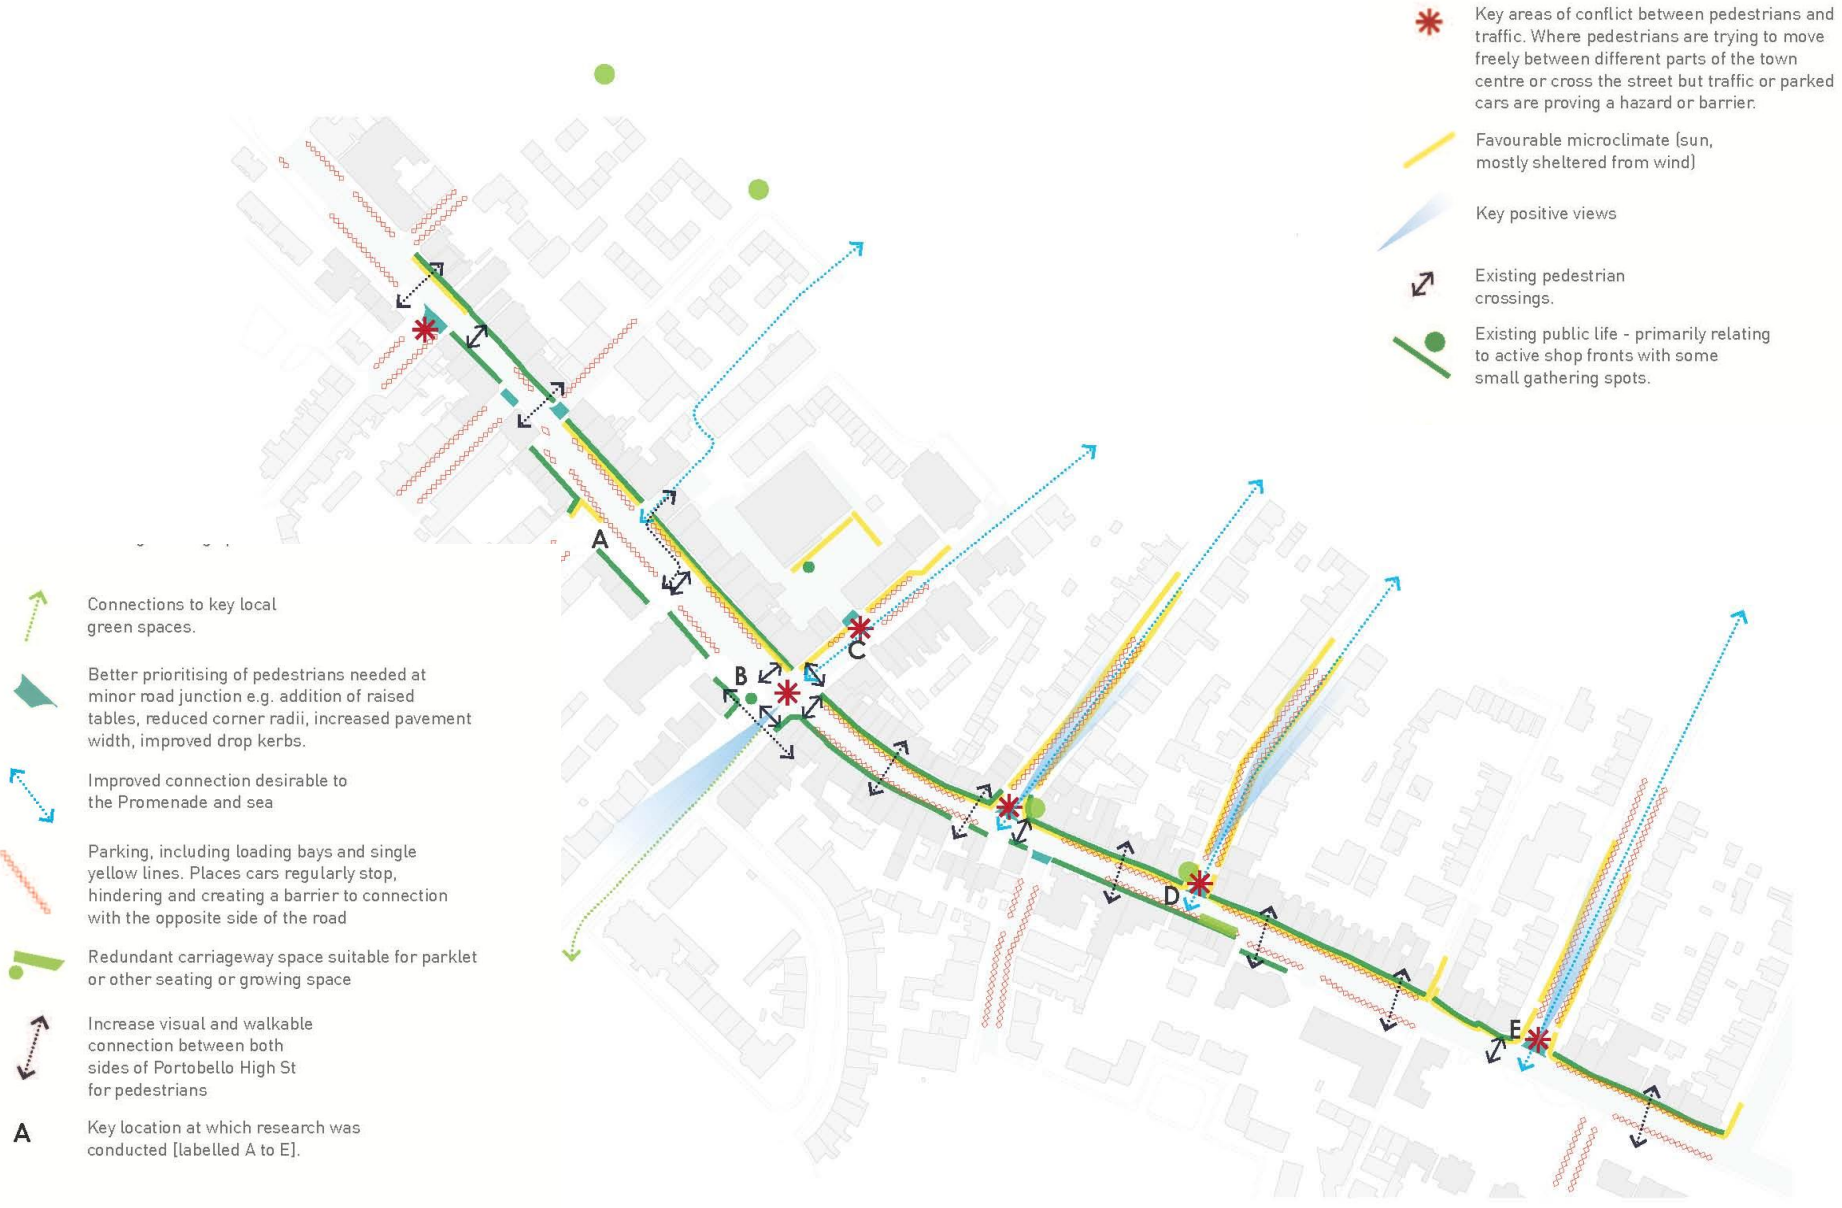 Key areas of conflict between pedestrians and
traffic. Where pedestrians are trying to move
freely between different parts of the town
centre or cross the street but traffic or parked
cars are proving a hazard or barrier.
Favourable microclimate (sun,
mostly sheltered from wind)
Key positive views
Existing pedestrian
crossings.
Existing public life - primarily relating
to active shop fronts with some
small gathering spots.
A
B
C
D
E
Connections to key local
green spaces.
Better prioritising of pedestrians needed at
minor road junction e.g. addition of raised
tables, reduced corner radii, increased pavement
width, improved drop kerbs.
Improved connection desirable to
the Promenade and sea
Parking, including loading bays and single
yellow lines. Places cars regularly stop,
hindering and creating a barrier to connection
with the opposite side of the road
Redundant carriageway space suitable for parklet
or other seating or growing space
Increase visual and walkable
connection between both
sides of Portobello High St
for pedestrians
A
Key location at which research was
conducted [labelled A to E].